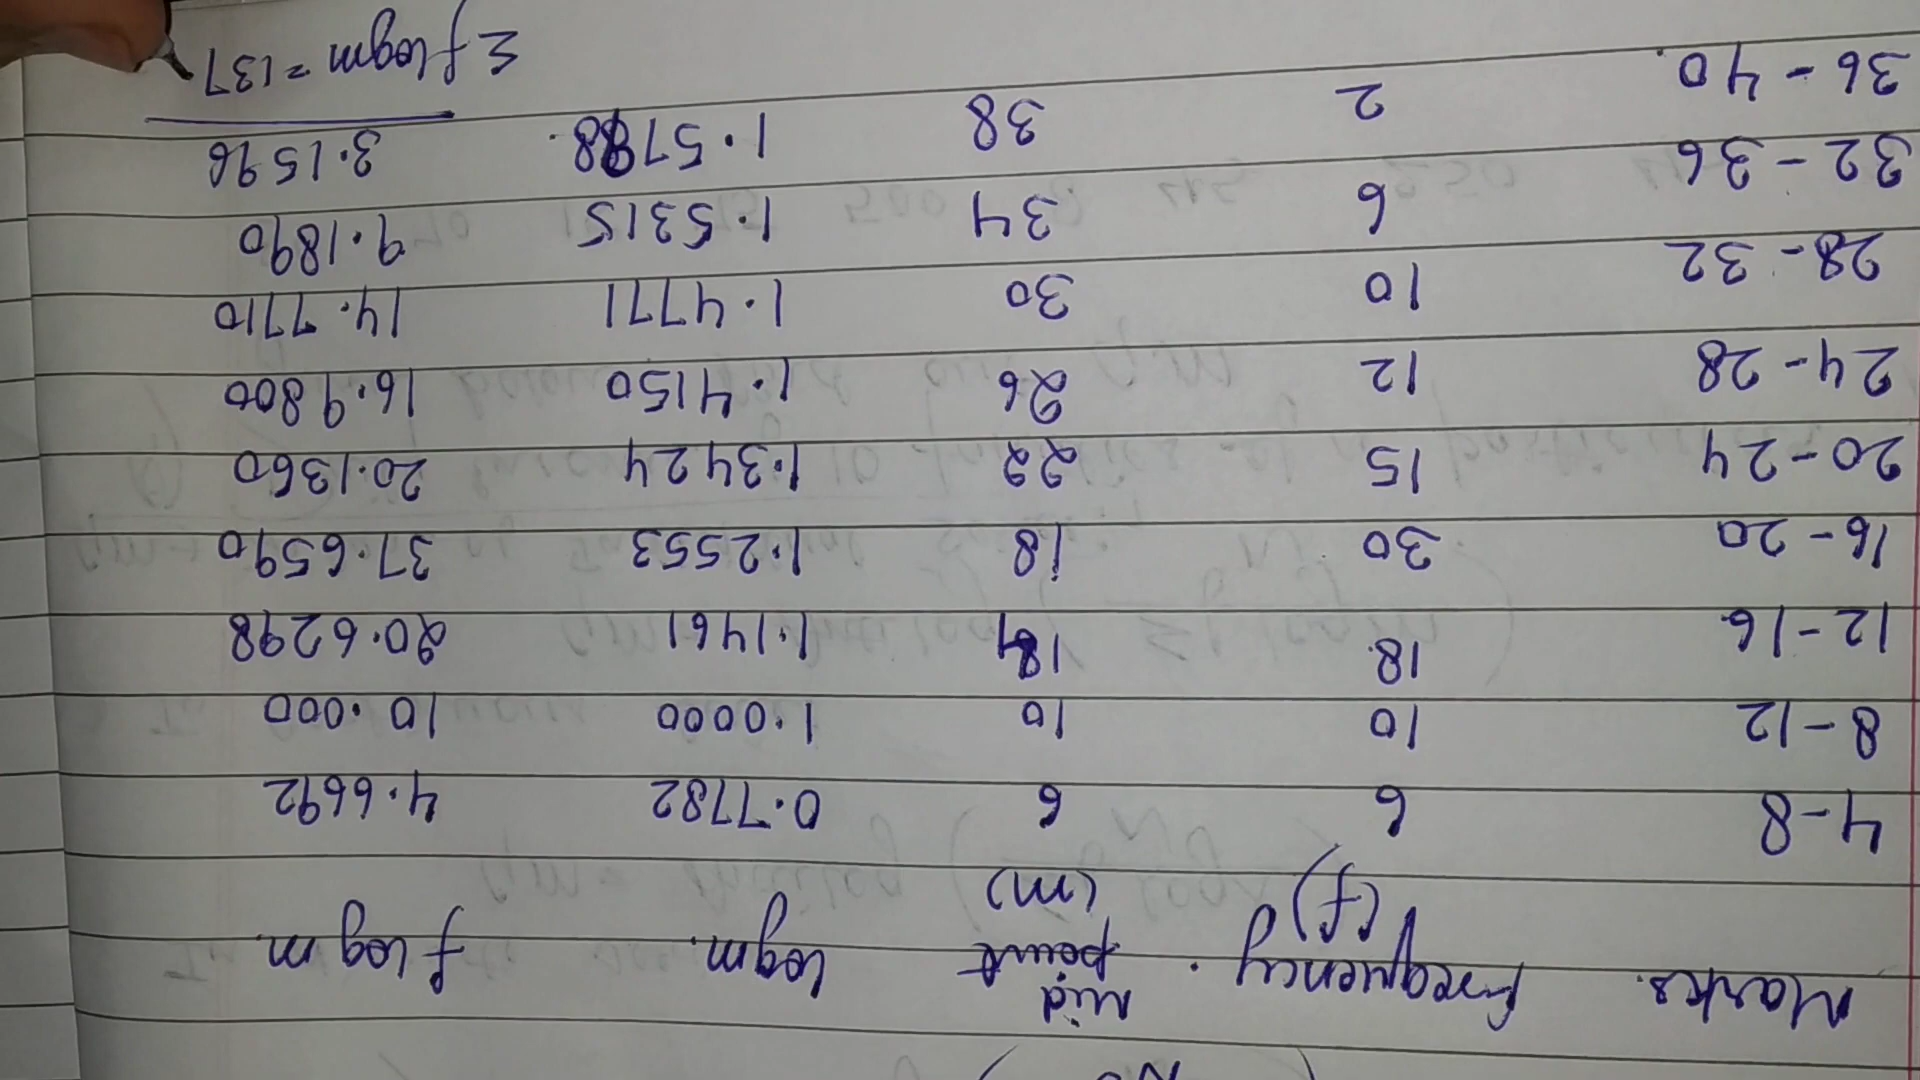 Marks. Frequency. (f) Mid point (m) logm. f logm.
4-8 6 6 0.7782 4.6692
8-12 10 10 1.0000 10.000
12-16 18 14 1.1461 20.6298
16-20 30 18 1.2553 37.6590
20-24 15 22 1.3424 20.1360
24-28 12 26 1.4150 16.9800
28-32 10 30 1.4771 14.7710
32-36 6 34 1.5315 9.1890
36-40 2 38 1.5798 3.1596
Σ f logm = 137